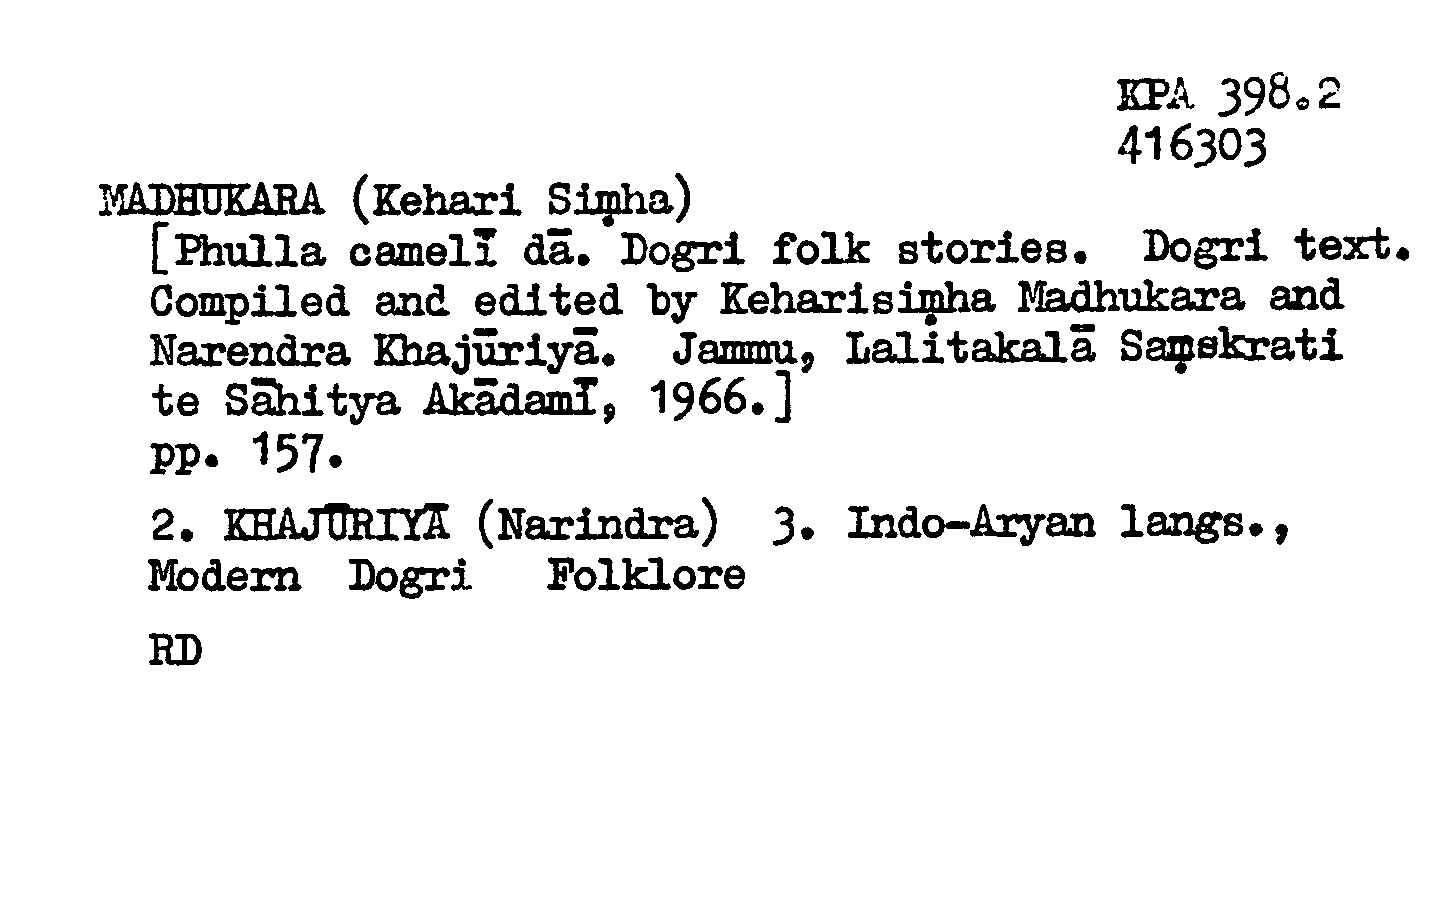 KPA 398.2
416303
MADHUKARA (Kehari Siṃha)
[Phulla camelī dā. Dogri folk stories. Dogri text.
Compiled and edited by Keharisiṃha Madhukara and
Narendra Khajūriyā. Jammu, Lalitakalā Saṃskrati
te Sāhitya Akādamī, 1966.]
pp. 157.
2. KHAJŪRIYĀ (Narindra) 3. Indo-Aryan langs.,
Modern Dogri Folklore
RD